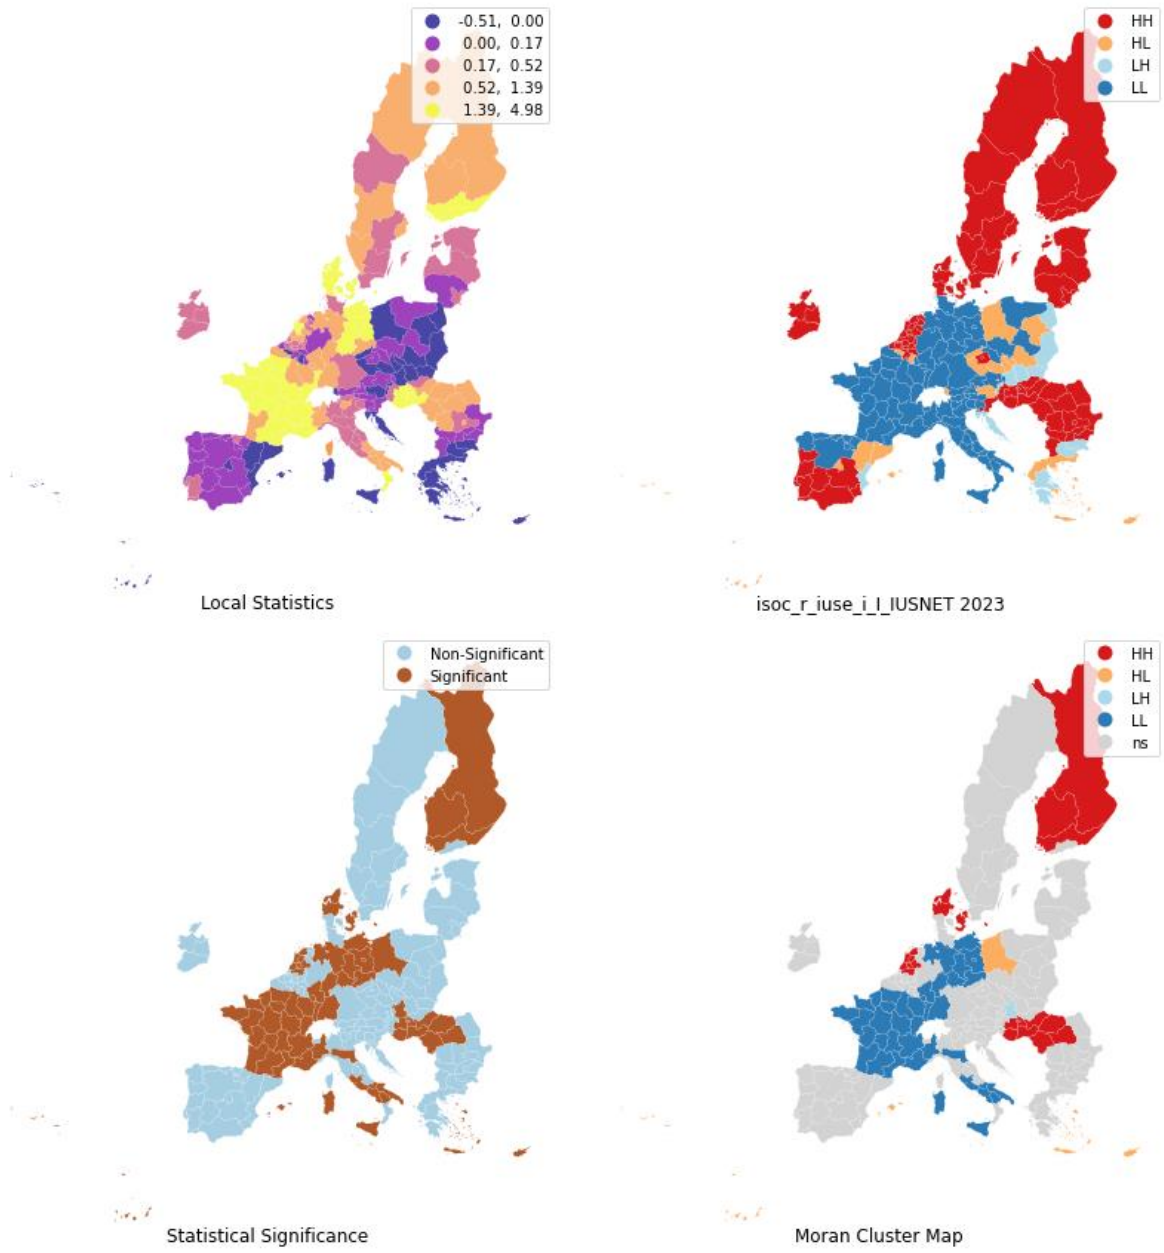 -0.51, 0.00
0.00, 0.17
0.17, 0.52
0.52, 1.39
1.39, 4.98
HH
HL
LH
LL
Local Statistics
isoc_r_iuse_i_I_IUSNET 2023
Non-Significant
Significant
HH
HL
LH
LL
ns
Statistical Significance
Moran Cluster Map